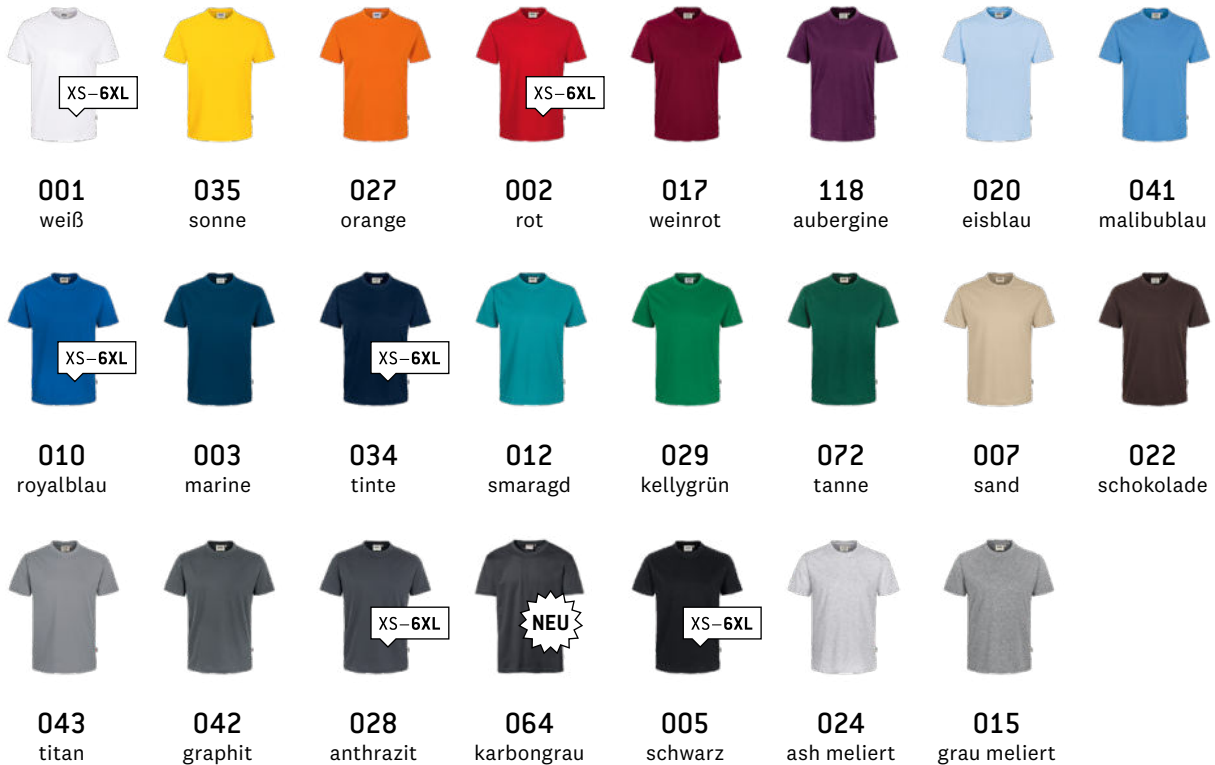 XS–6XL
XS–6XL
001 035 027 002 017 118 020 041
weiß sonne orange rot weinrot aubergine eisblau malibublau
XS–6XL
XS–6XL
010 003 034 012 029 072 007 022
royalblau marine tinte smaragd kellygrün tanne sand schokolade
XS–6XL
NEU
XS–6XL
043 042 028 064 005 024 015
titan graphit anthrazit karbongrau schwarz ash meliert grau meliert